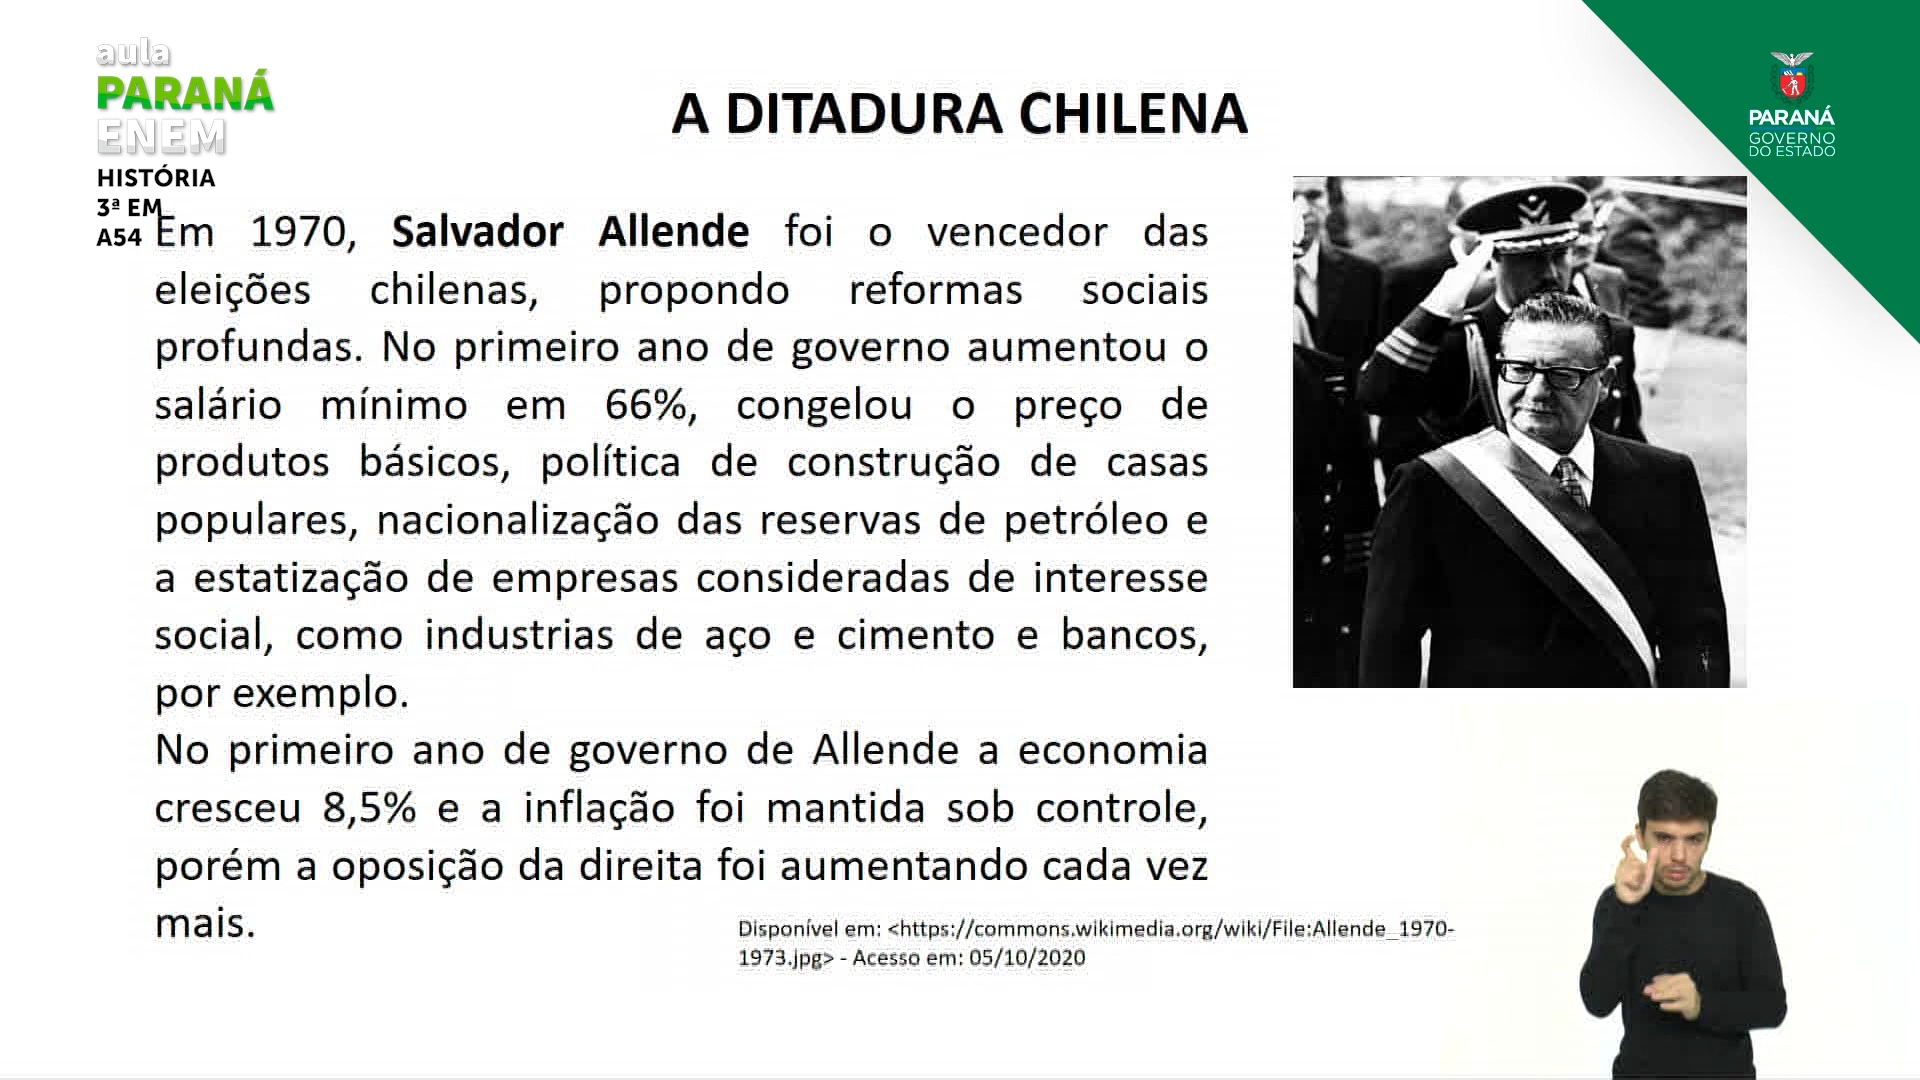 aula
PARANÁ
ENEM
HISTÓRIA
3ª EM
A54
A DITADURA CHILENA
PARANÁ
GOVERNO
DO ESTADO
Em 1970, Salvador Allende foi o vencedor das
eleições chilenas, propondo reformas sociais
profundas. No primeiro ano de governo aumentou o
salário mínimo em 66%, congelou o preço de
produtos básicos, política de construção de casas
populares, nacionalização das reservas de petróleo e
a estatização de empresas consideradas de interesse
social, como industrias de aço e cimento e bancos,
por exemplo.
No primeiro ano de governo de Allende a economia
cresceu 8,5% e a inflação foi mantida sob controle,
porém a oposição da direita foi aumentando cada vez
mais.
Disponível em: <https://commons.wikimedia.org/wiki/File:Allende_1970-
1973.jpg> - Acesso em: 05/10/2020